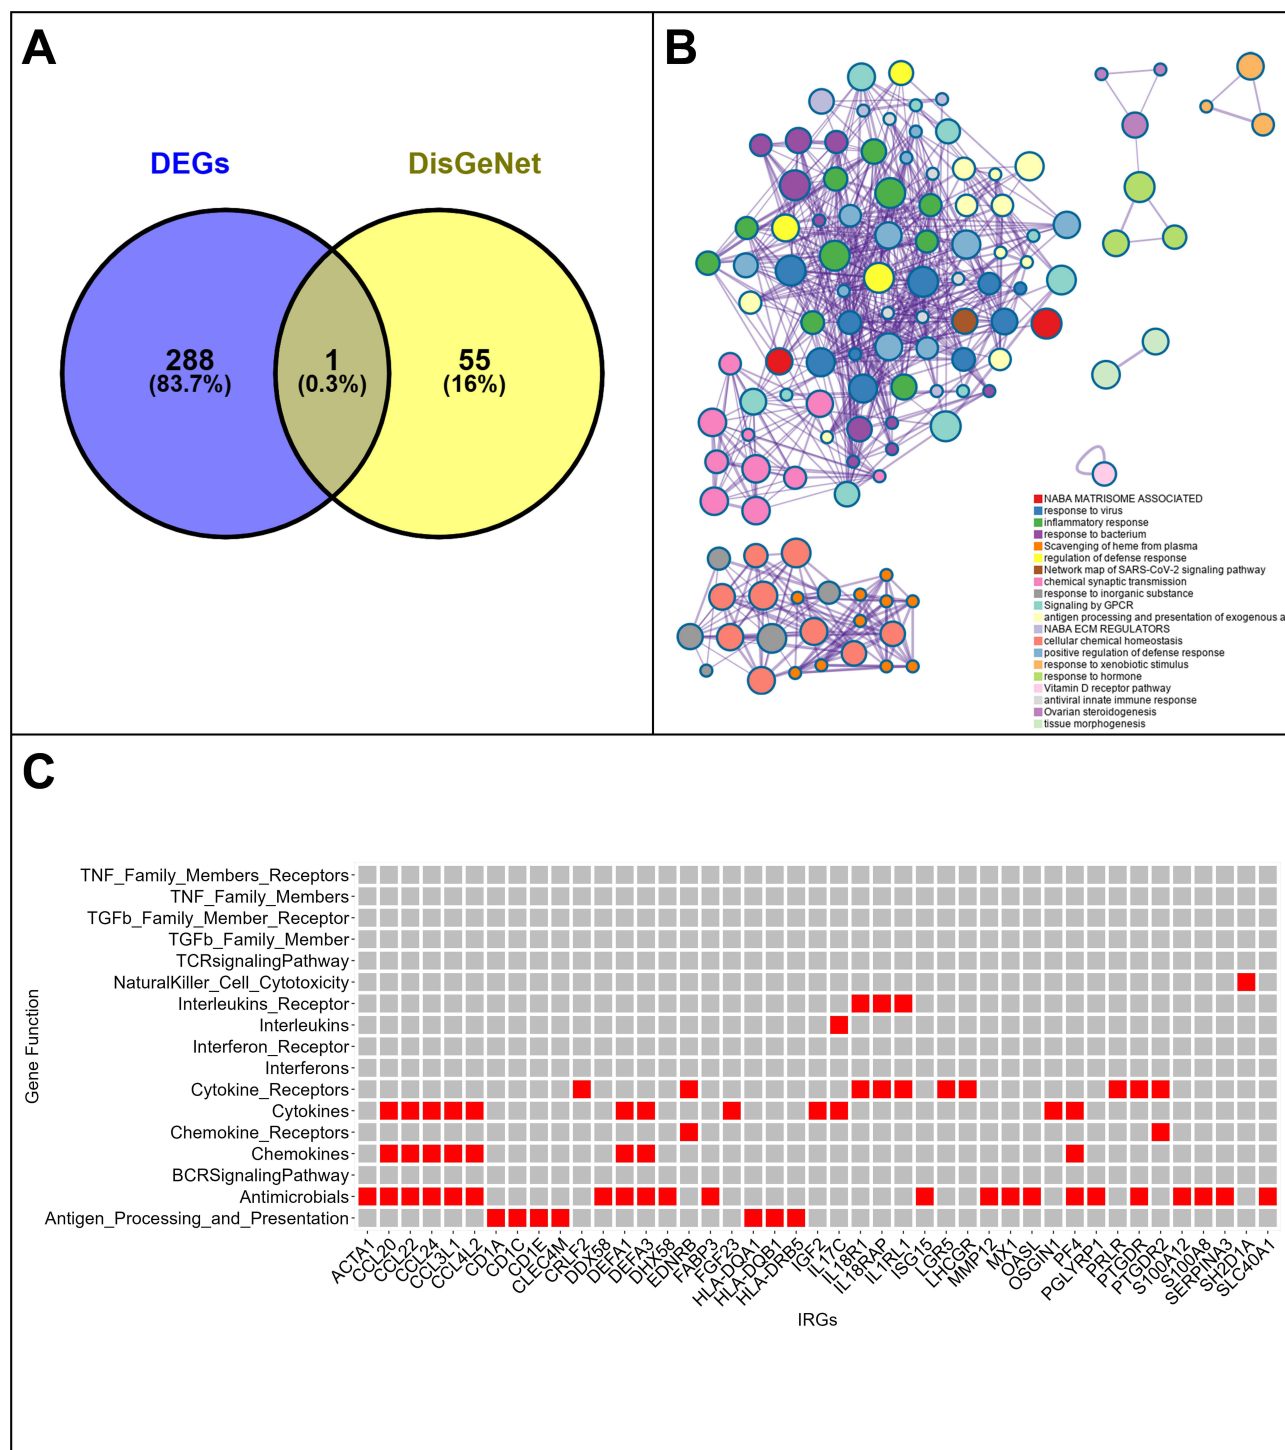 A
DEGs
DisGeNet
288
(83.7%)
1
(0.3%)
55
(16%)
B
NABA MATRISOME ASSOCIATED
response to virus
inflammatory response
response to bacterium
Scavenging of heme from plasma
regulation of defense response
Network map of SARS-CoV-2 signaling pathway
chemical synaptic transmission
response to inorganic substance
Signaling by GPCR
antigen processing and presentation of exogenous a
NABA ECM REGULATORS
cellular chemical homeostasis
positive regulation of defense response
response to xenobiotic stimulus
response to hormone
Vitamin D receptor pathway
antiviral innate immune response
Ovarian steroidogenesis
tissue morphogenesis
C
Gene Function
TNF_Family_Members_Receptors
TNF_Family_Members
TGFb_Family_Member_Receptor
TGFb_Family_Member
TCRsignalingPathway
NaturalKiller_Cell_Cytotoxicity
Interleukins_Receptor
Interleukins
Interferon_Receptor
Interferons
Cytokine_Receptors
Cytokines
Chemokine_Receptors
Chemokines
BCRSignalingPathway
Antimicrobials
Antigen_Processing_and_Presentation
ACTA1
CCL20
CCL22
CCL24
CCL3L1
CCL4L2
CD1A
CD1C
CD1E
CLEC4M
CRLF2
DDX58
DEFA1
DEFA3
DHX58
EDNRB
FABP3
FGF23
HLA-DQA1
HLA-DQB1
HLA-DRB5
IGF2
IL17C
IL18R1
IL18RAP
IL1RL1
ISG15
LGR5
LHCGR
MMP12
MX1
OASL
OSGIN1
PF4
PGLYRP1
PRLR
PTGDR
PTGDR2
S100A12
S100A8
SERPINA3
SH2D1A
SLC40A1
IRGs